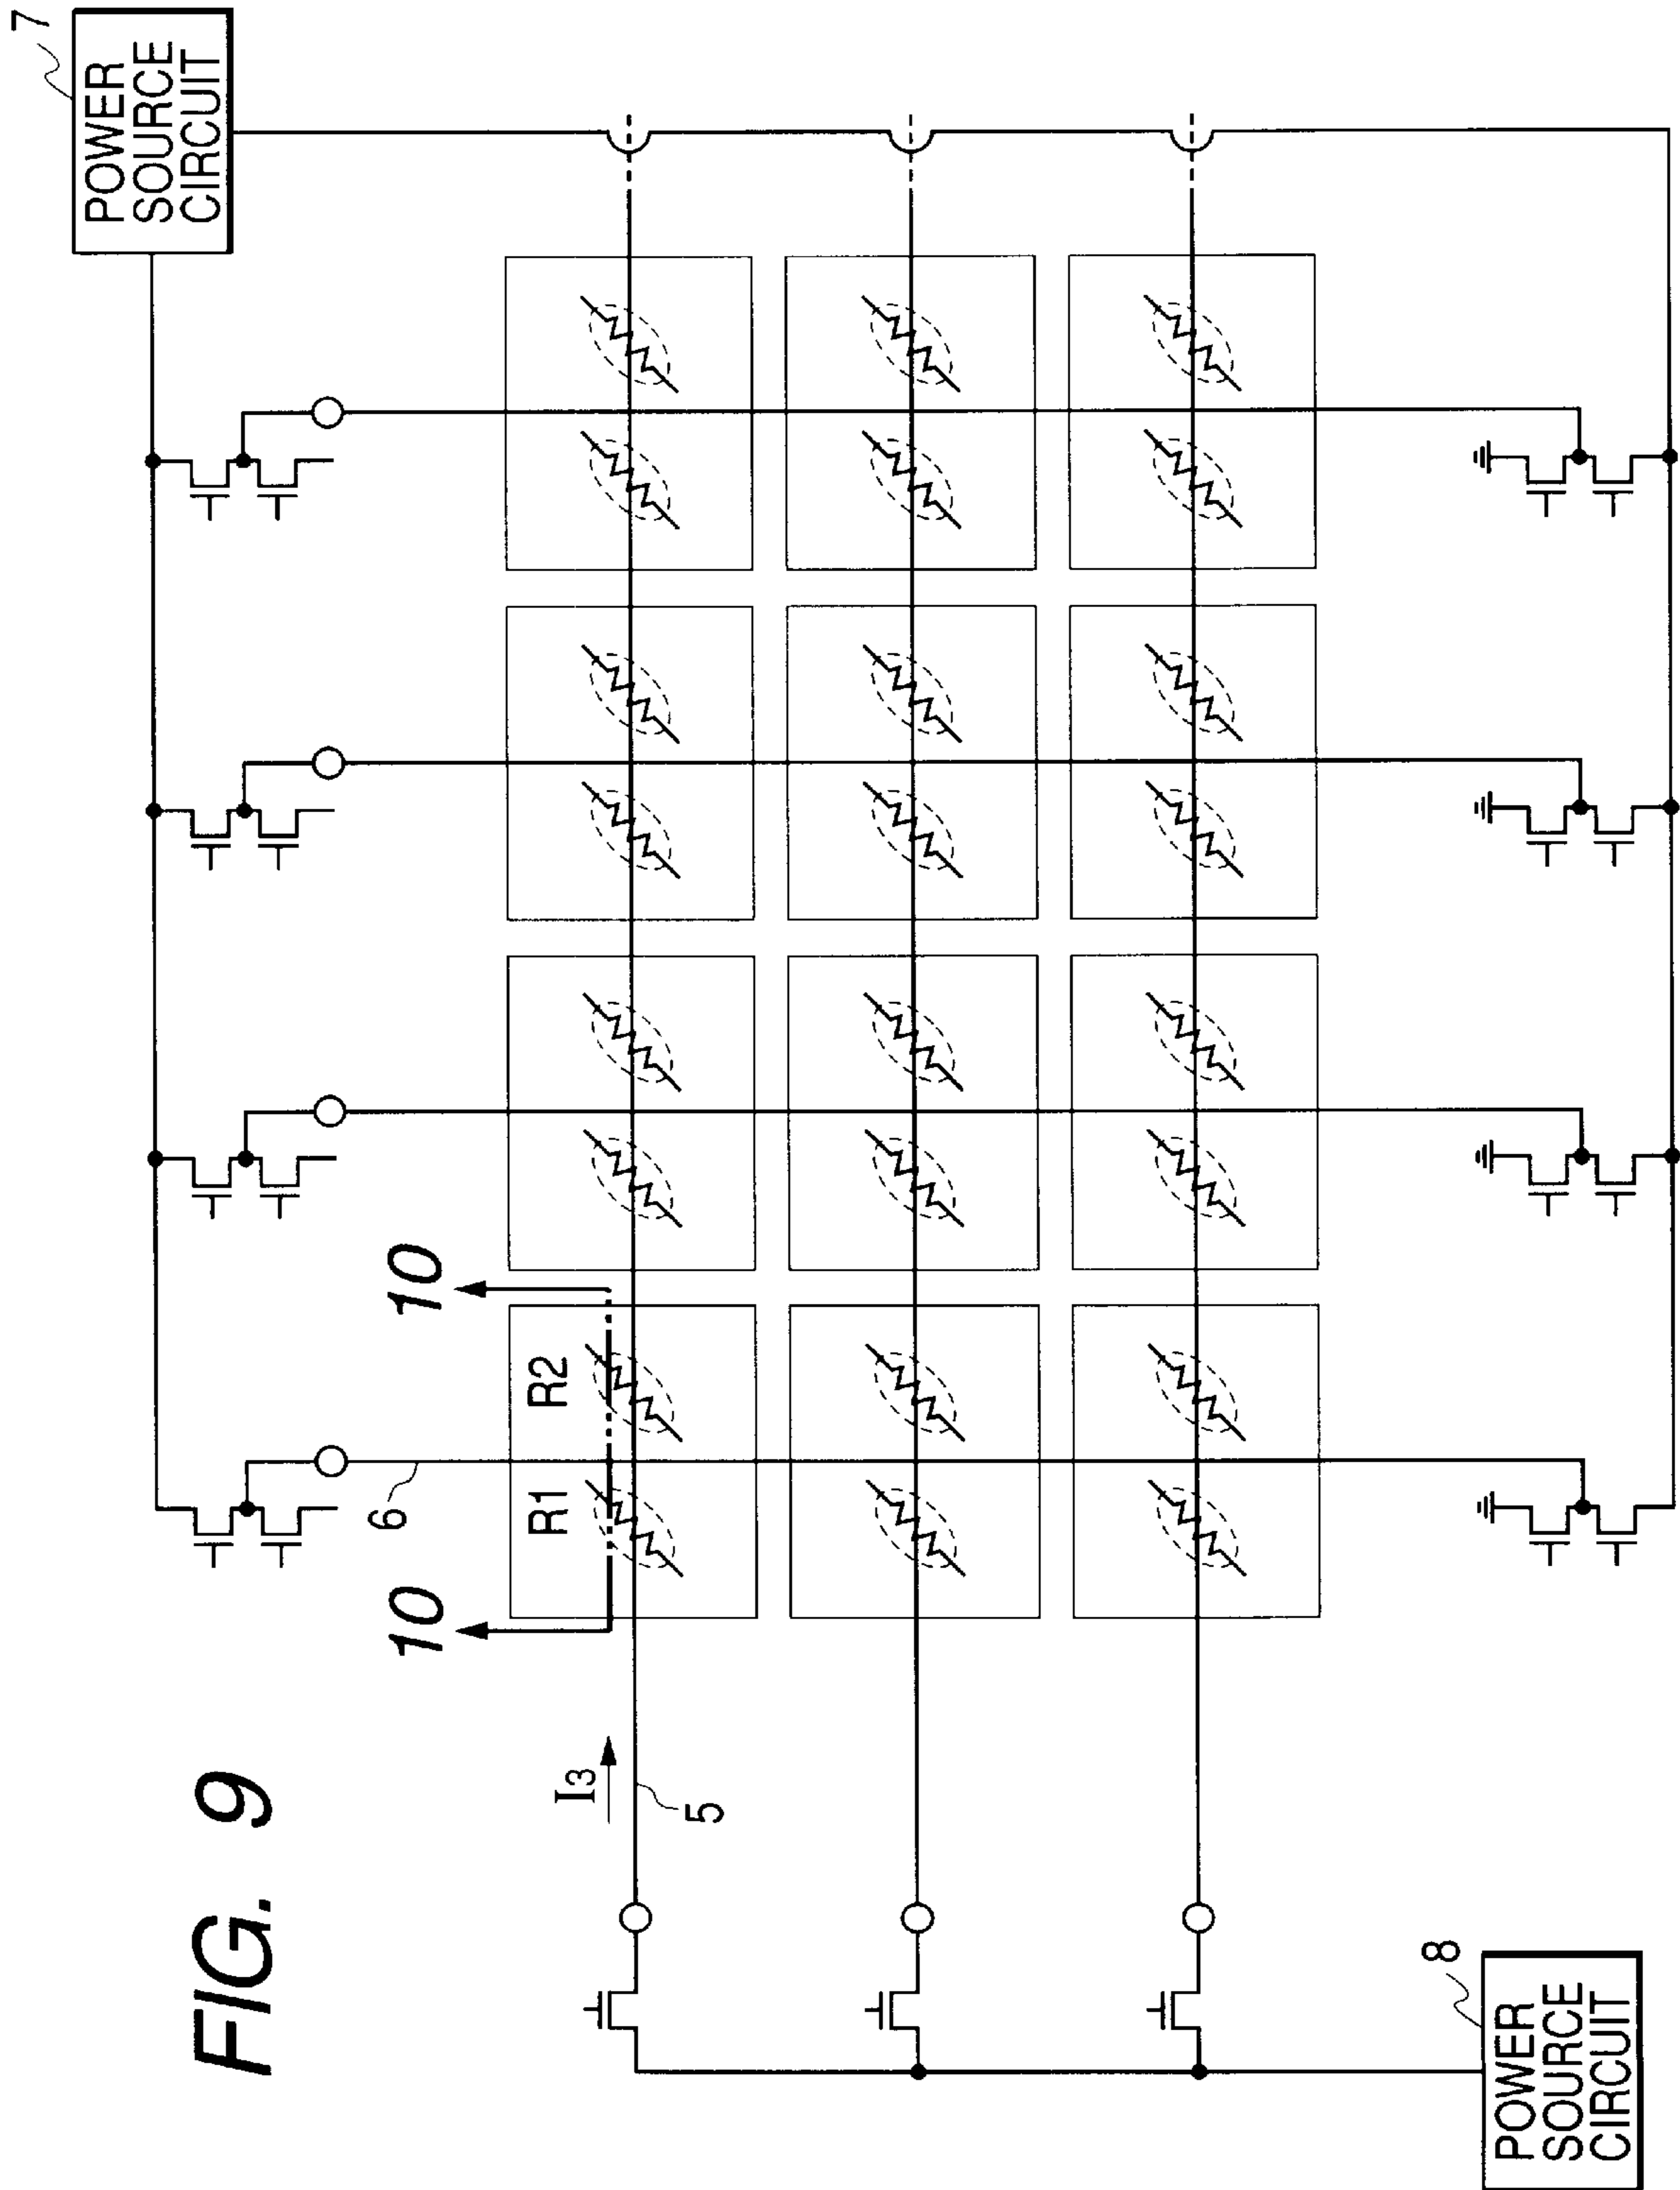 FIG. 9
7
POWER
SOURCE
CIRCUIT
10
10
6
R1
R2
I3
5
8
POWER
SOURCE
CIRCUIT